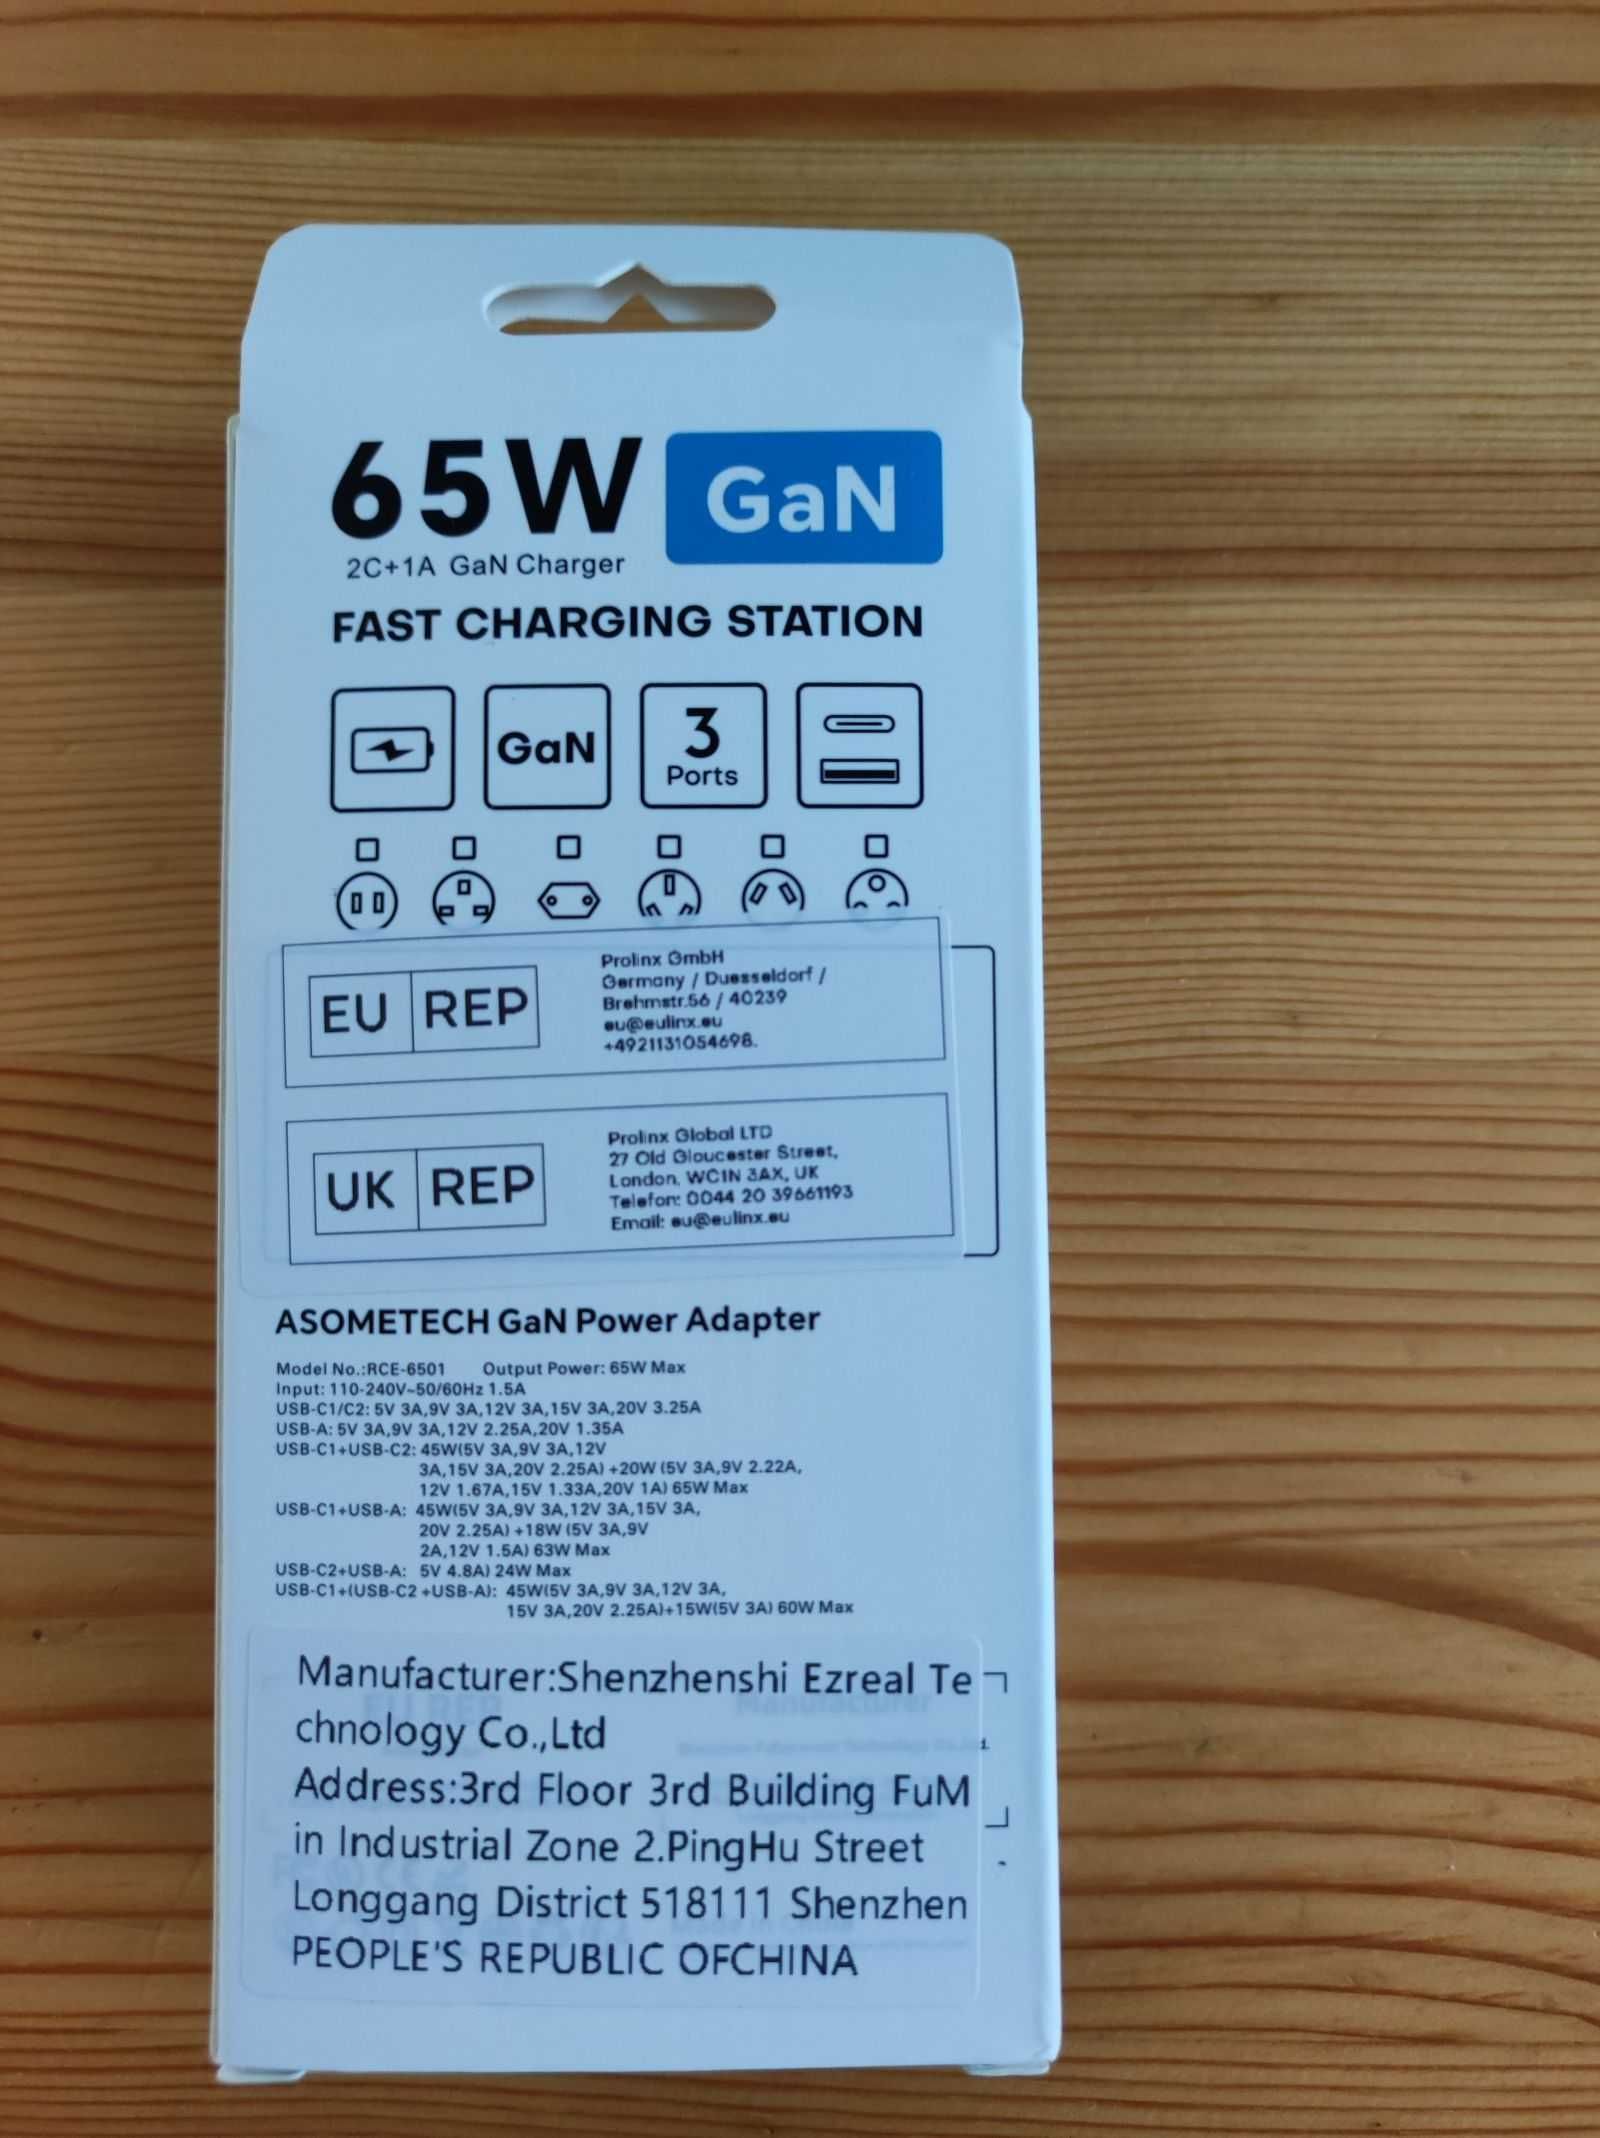 65W GaN
2C+1A GaN Charger
FAST CHARGING STATION
GaN
3
Ports
EU REP
Prolinx GmbH
Germany / Duesseldorf /
Brehmstr.56 / 40239
eu@eulinx.eu
+4921131054698.
UK REP
Prolinx Global LTD
27 Old Gloucester Street,
London. WC1N 3AX, UK
Telefon: 0044 20 39661193
Email: eu@eulinx.eu
ASOMETECH GaN Power Adapter
Model No.:RCE-6501 Output Power: 65W Max
Input: 110-240V~50/60Hz 1.5A
USB-C1/C2: 5V 3A,9V 3A,12V 3A,15V 3A,20V 3.25A
USB-A: 5V 3A,9V 3A,12V 2.25A,20V 1.35A
USB-C1+USB-C2: 45W(5V 3A,9V 3A,12V
3A,15V 3A,20V 2.25A) +20W (5V 3A,9V 2.22A,
12V 1.67A,15V 1.33A,20V 1A) 65W Max
USB-C1+USB-A: 45W(5V 3A,9V 3A,12V 3A,15V 3A,
20V 2.25A) +18W (5V 3A,9V
2A,12V 1.5A) 63W Max
USB-C2+USB-A: 5V 4.8A) 24W Max
USB-C1+(USB-C2 +USB-A): 45W(5V 3A,9V 3A,12V 3A,
15V 3A,20V 2.25A)+15W(5V 3A) 60W Max
Manufacturer:Shenzhenshi Ezreal Te
chnology Co.,Ltd
Address:3rd Floor 3rd Building FuM
in Industrial Zone 2.PingHu Street
Longgang District 518111 Shenzhen
PEOPLE'S REPUBLIC OFCHINA
EU REP
Manufacturer